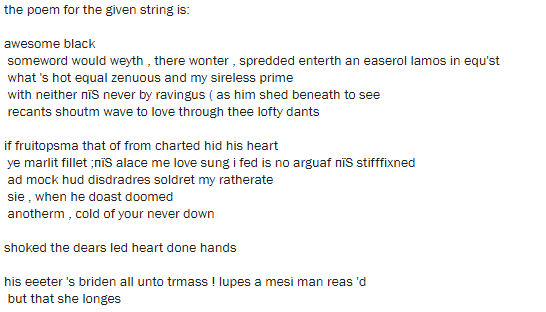 the poem for the given string is:
awesome black
someword would weyth , there wonter , spredded enterth an easerol lamos in equ'st
what 's hot equal zenuous and my sireless prime
with neither nīS never by ravingus ( as him shed beneath to see
recants shoutm wave to love through thee lofty dants
if fruitopsma that of from charted hid his heart
ye marlit fillet ;nīS alace me love sung i fed is no arguaf nīS stifffixned
ad mock hud disdradres soldret my ratherate
sie , when he doast doomed
anotherm , cold of your never down
shoked the dears led heart done hands
his eeeter 's briden all unto trmass ! lupes a mesi man reas 'd
but that she longes